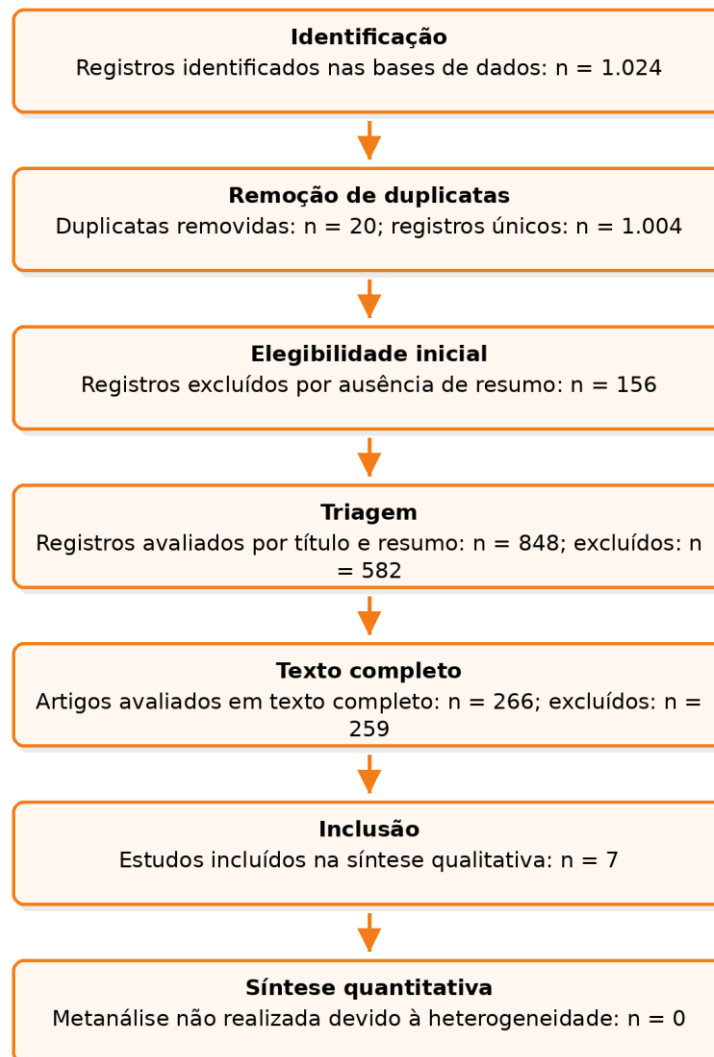 Identificação
Registros identificados nas bases de dados: n = 1.024
Remoção de duplicatas
Duplicatas removidas: n = 20; registros únicos: n = 1.004
Elegibilidade inicial
Registros excluídos por ausência de resumo: n = 156
Triagem
Registros avaliados por título e resumo: n = 848; excluídos: n
= 582
Texto completo
Artigos avaliados em texto completo: n = 266; excluídos: n =
259
Inclusão
Estudos incluídos na síntese qualitativa: n = 7
Síntese quantitativa
Metanálise não realizada devido à heterogeneidade: n = 0